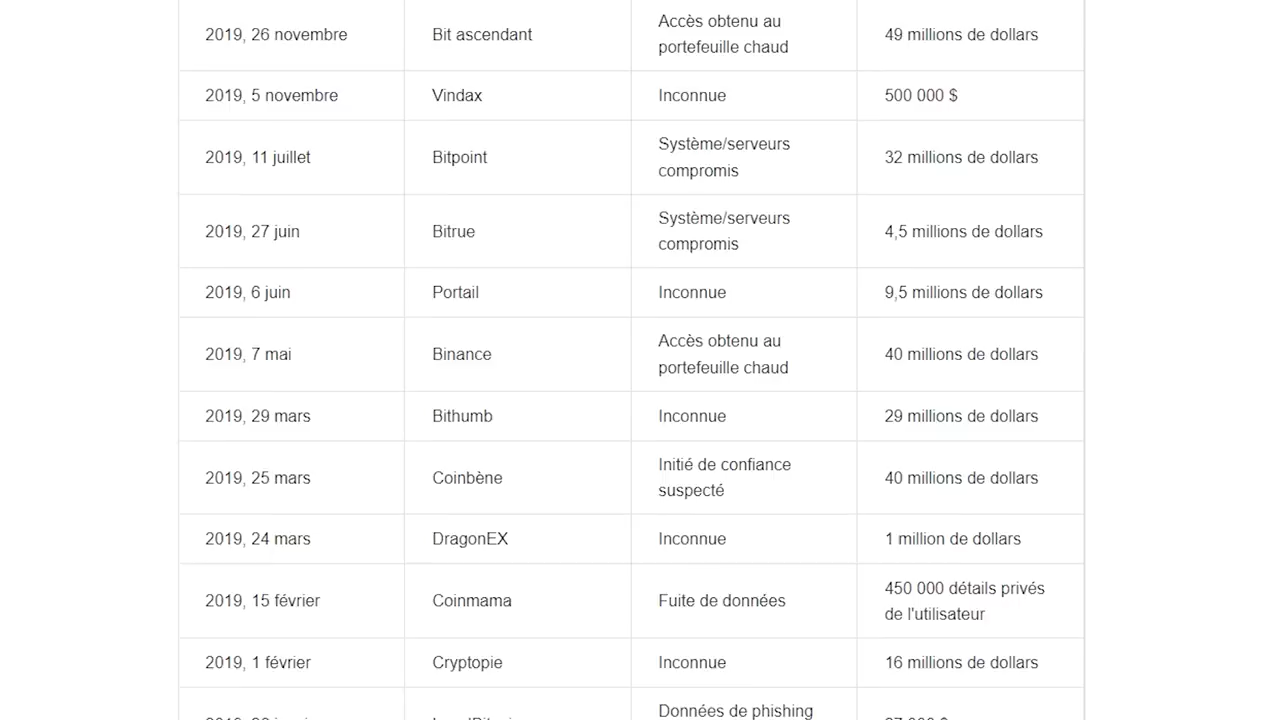 Accès obtenu au
2019, 26 novembre Bit ascendant 49 millions de dollars
portefeuille chaud
2019, 5 novembre Vindax Inconnue 500 000 $
Système/serveurs
2019, 11 juillet Bitpoint 32 millions de dollars
compromis
Système/serveurs
2019, 27 juin Bitrue 4,5 millions de dollars
compromis
2019, 6 juin Portail Inconnue 9,5 millions de dollars
Accès obtenu au
2019, 7 mai Binance 40 millions de dollars
portefeuille chaud
2019, 29 mars Bithumb Inconnue 29 millions de dollars
Initié de confiance
2019, 25 mars Coinbène 40 millions de dollars
suspecté
2019, 24 mars DragonEX Inconnue 1 million de dollars
450 000 détails privés
2019, 15 février Coinmama Fuite de données
de l'utilisateur
2019, 1 février Cryptopie Inconnue 16 millions de dollars
Données de phishing